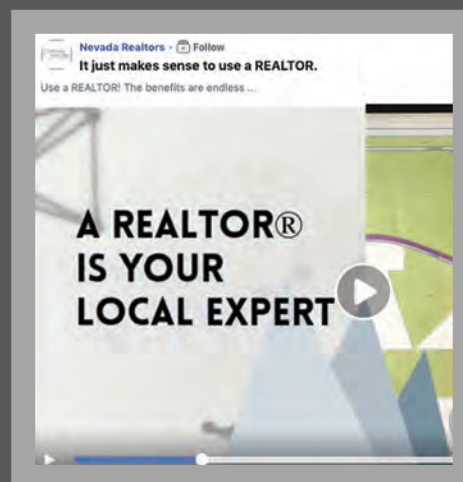 Nevada Realtors · Follow
It just makes sense to use a REALTOR.
Use a REALTOR! The benefits are endless ...
A REALTOR®
IS YOUR
LOCAL EXPERT